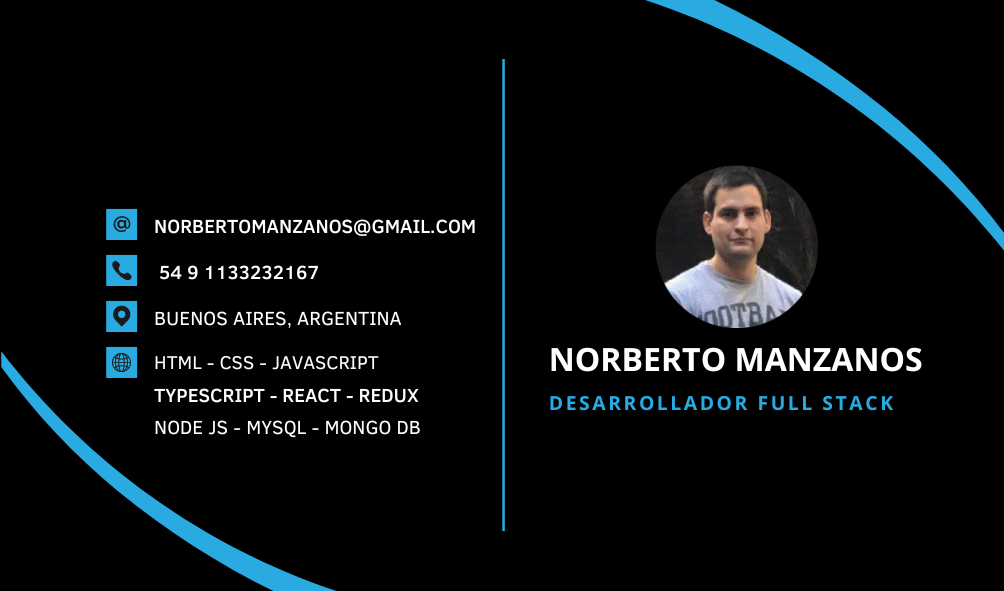 NORBERTOMANZANOS@GMAIL.COM
54 9 1133232167
BUENOS AIRES, ARGENTINA
HTML - CSS - JAVASCRIPT
TYPESCRIPT - REACT - REDUX
NODE JS - MYSQL - MONGO DB
NORBERTO MANZANOS
DESARROLLADOR FULL STACK